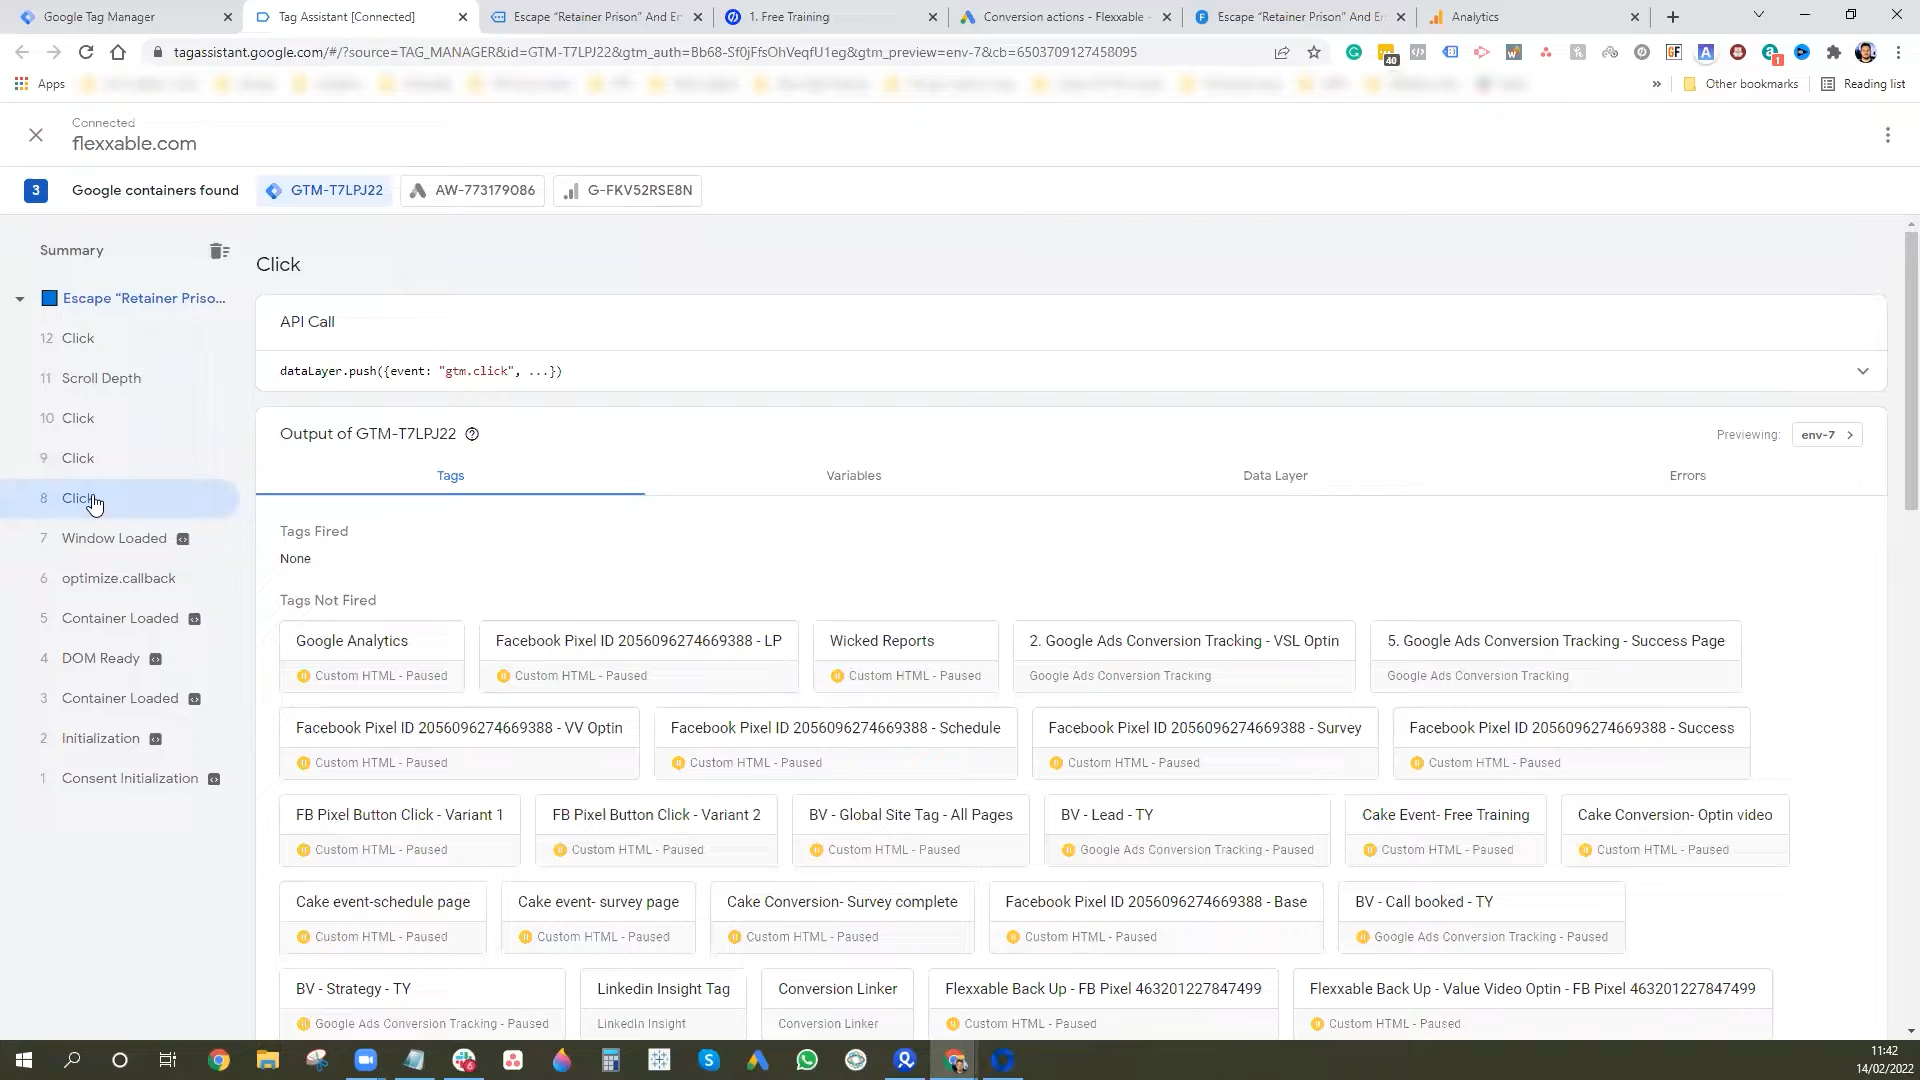 Google Tag Manager
Tag Assistant [Connected]
Escape “Retainer Prison” And En
1. Free Training
Conversion actions - Flexxable -
Escape “Retainer Prison” And En
Analytics
tagassistant.google.com/#/?source=TAG_MANAGER&id=GTM-T7LPJ22&gtm_auth=Bb68-Sf0jFfsOhVeqfU1eg&gtm_preview=env-7&cb=6503709127458095
40
1
Apps
Other bookmarks
Reading list
Connected
flexxable.com
3 Google containers found GTM-T7LPJ22 AW-773179086 G-FKV52RSE8N
Summary
Escape “Retainer Priso...
12 Click
11 Scroll Depth
10 Click
9 Click
8 Click
7 Window Loaded
6 optimize.callback
5 Container Loaded
4 DOM Ready
3 Container Loaded
2 Initialization
1 Consent Initialization
Click
API Call
dataLayer.push({event: "gtm.click", ...})
Output of GTM-T7LPJ22
Previewing: env-7
Tags Variables Data Layer Errors
Tags Fired
None
Tags Not Fired
Google Analytics
Custom HTML - Paused
Facebook Pixel ID 2056096274669388 - LP
Custom HTML - Paused
Wicked Reports
Custom HTML - Paused
2. Google Ads Conversion Tracking - VSL Optin
Google Ads Conversion Tracking
5. Google Ads Conversion Tracking - Success Page
Google Ads Conversion Tracking
Facebook Pixel ID 2056096274669388 - VV Optin
Custom HTML - Paused
Facebook Pixel ID 2056096274669388 - Schedule
Custom HTML - Paused
Facebook Pixel ID 2056096274669388 - Survey
Custom HTML - Paused
Facebook Pixel ID 2056096274669388 - Success
Custom HTML - Paused
FB Pixel Button Click - Variant 1
Custom HTML - Paused
FB Pixel Button Click - Variant 2
Custom HTML - Paused
BV - Global Site Tag - All Pages
Custom HTML - Paused
BV - Lead - TY
Google Ads Conversion Tracking - Paused
Cake Event- Free Training
Custom HTML - Paused
Cake Conversion- Optin video
Custom HTML - Paused
Cake event-schedule page
Custom HTML - Paused
Cake event- survey page
Custom HTML - Paused
Cake Conversion- Survey complete
Custom HTML - Paused
Facebook Pixel ID 2056096274669388 - Base
Custom HTML - Paused
BV - Call booked - TY
Google Ads Conversion Tracking - Paused
BV - Strategy - TY
Google Ads Conversion Tracking - Paused
Linkedin Insight Tag
LinkedIn Insight
Conversion Linker
Conversion Linker
Flexxable Back Up - FB Pixel 463201227847499
Custom HTML - Paused
Flexxable Back Up - Value Video Optin - FB Pixel 463201227847499
Custom HTML - Paused
11:42
14/02/2022